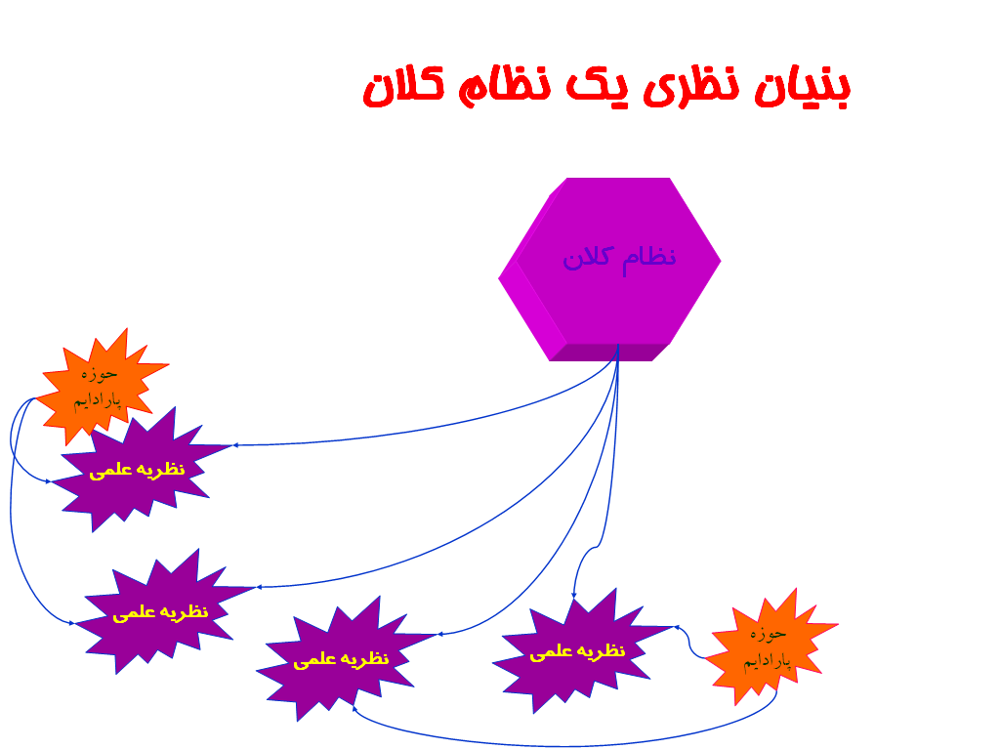 بنیان نظری یک نظام کلان
نظام کلان
حوزه
پارادایم
نظریه علمی
نظریه علمی
نظریه علمی
نظریه علمی
حوزه
پارادایم